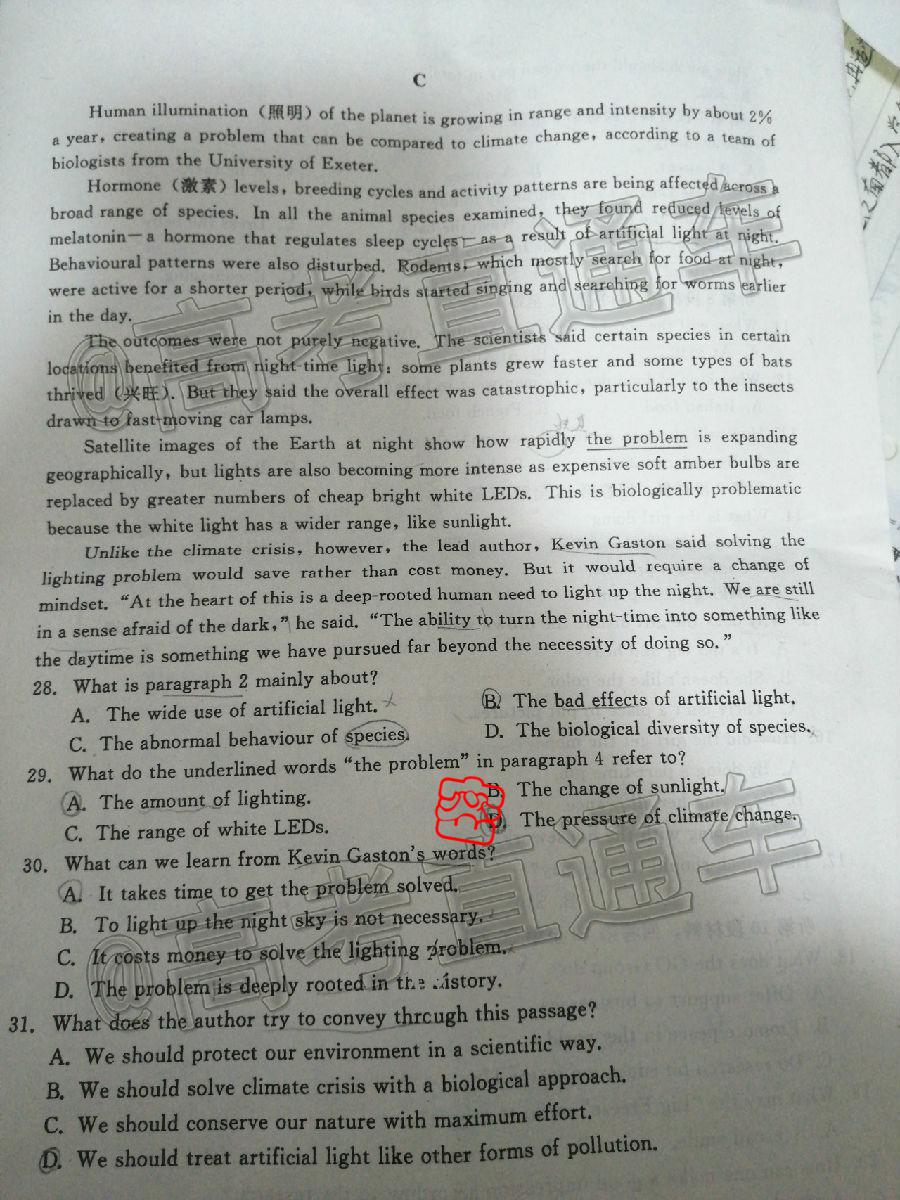 C
Human illumination（照明）of the planet is growing in range and intensity by about 2%
a year, creating a problem that can be compared to climate change, according to a team of
biologists from the University of Exeter.
Hormone（激素）levels, breeding cycles and activity patterns are being affected across a
broad range of species. In all the animal species examined, they found reduced levels of
melatonin—a hormone that regulates sleep cycles— as a result of artificial light at night.
Behavioural patterns were also disturbed. Rodents, which mostly search for food at night,
were active for a shorter period, while birds started singing and searching for worms earlier
in the day.
The outcomes were not purely negative. The scientists said certain species in certain
locations benefited from night-time light: some plants grew faster and some types of bats
thrived（兴旺）. But they said the overall effect was catastrophic, particularly to the insects
drawn to fast-moving car lamps.
Satellite images of the Earth at night show how rapidly the problem is expanding
geographically, but lights are also becoming more intense as expensive soft amber bulbs are
replaced by greater numbers of cheap bright white LEDs. This is biologically problematic
because the white light has a wider range, like sunlight.
Unlike the climate crisis, however, the lead author, Kevin Gaston said solving the
lighting problem would save rather than cost money. But it would require a change of
mindset. “At the heart of this is a deep-rooted human need to light up the night. We are still
in a sense afraid of the dark,” he said. “The ability to turn the night-time into something like
the daytime is something we have pursued far beyond the necessity of doing so.”
28. What is paragraph 2 mainly about?
A. The wide use of artificial light.
B. The bad effects of artificial light.
C. The abnormal behaviour of species.
D. The biological diversity of species.
29. What do the underlined words “the problem” in paragraph 4 refer to?
A. The amount of lighting.
B. The change of sunlight.
C. The range of white LEDs.
D. The pressure of climate change.
30. What can we learn from Kevin Gaston's words?
A. It takes time to get the problem solved.
B. To light up the night sky is not necessary.
C. It costs money to solve the lighting problem.
D. The problem is deeply rooted in the history.
31. What does the author try to convey through this passage?
A. We should protect our environment in a scientific way.
B. We should solve climate crisis with a biological approach.
C. We should conserve our nature with maximum effort.
D. We should treat artificial light like other forms of pollution.
@高考直通车
@高考直通车